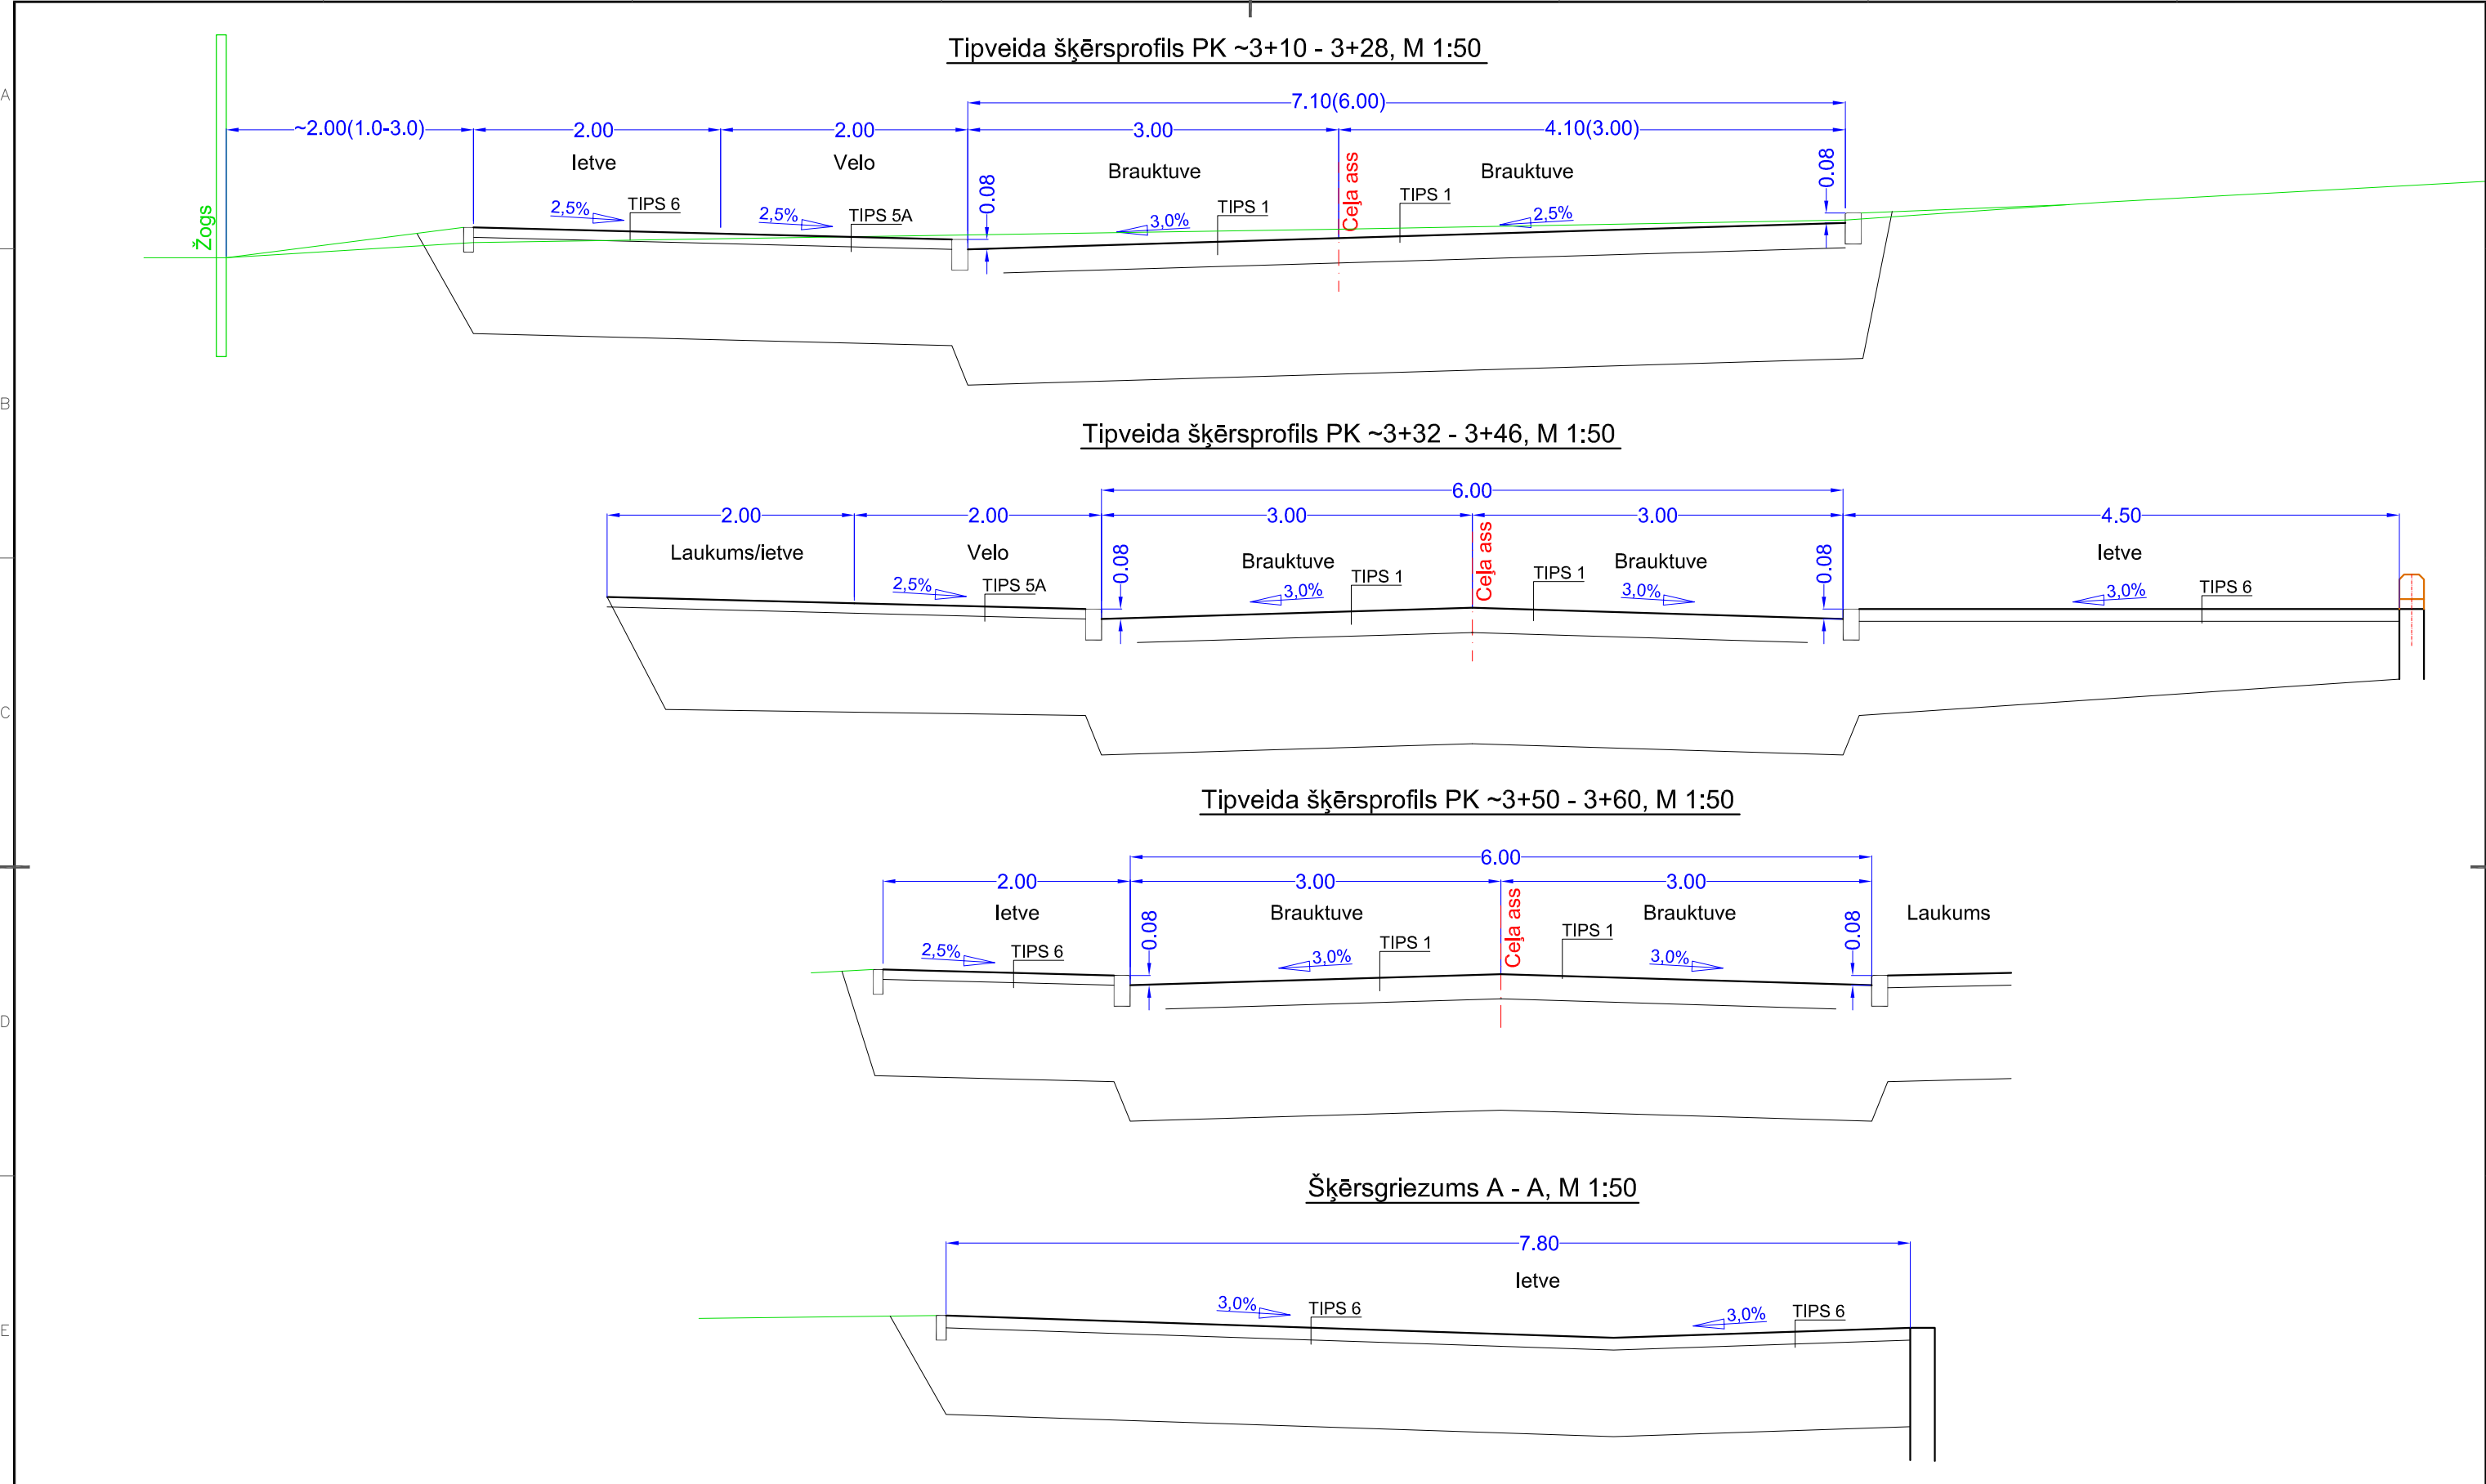 Tipveida šķērsprofils PK ~3+10 - 3+28, M 1:50
A
7.10(6.00)
~2.00(1.0-3.0) 2.00 2.00 3.00 4.10(3.00)
Ietve Velo Brauktuve Brauktuve
Ceļa ass
0.08 0.08
Žogs
2,5% TIPS 6 2,5% TIPS 5A 3,0% TIPS 1 TIPS 1 2,5%
B
Tipveida šķērsprofils PK ~3+32 - 3+46, M 1:50
6.00
2.00 2.00 3.00 3.00 4.50
Laukums/ietve Velo Brauktuve Brauktuve Ietve
Ceļa ass
0.08 0.08
2,5% TIPS 5A 3,0% TIPS 1 TIPS 1 3,0% 3,0% TIPS 6
C
Tipveida šķērsprofils PK ~3+50 - 3+60, M 1:50
6.00
2.00 3.00 3.00
Ietve Brauktuve Brauktuve Laukums
Ceļa ass
0.08 0.08
2,5% TIPS 6 3,0% TIPS 1 TIPS 1 3,0%
D
Šķērsgriezums A - A, M 1:50
7.80
Ietve
3,0% TIPS 6 3,0% TIPS 6
E